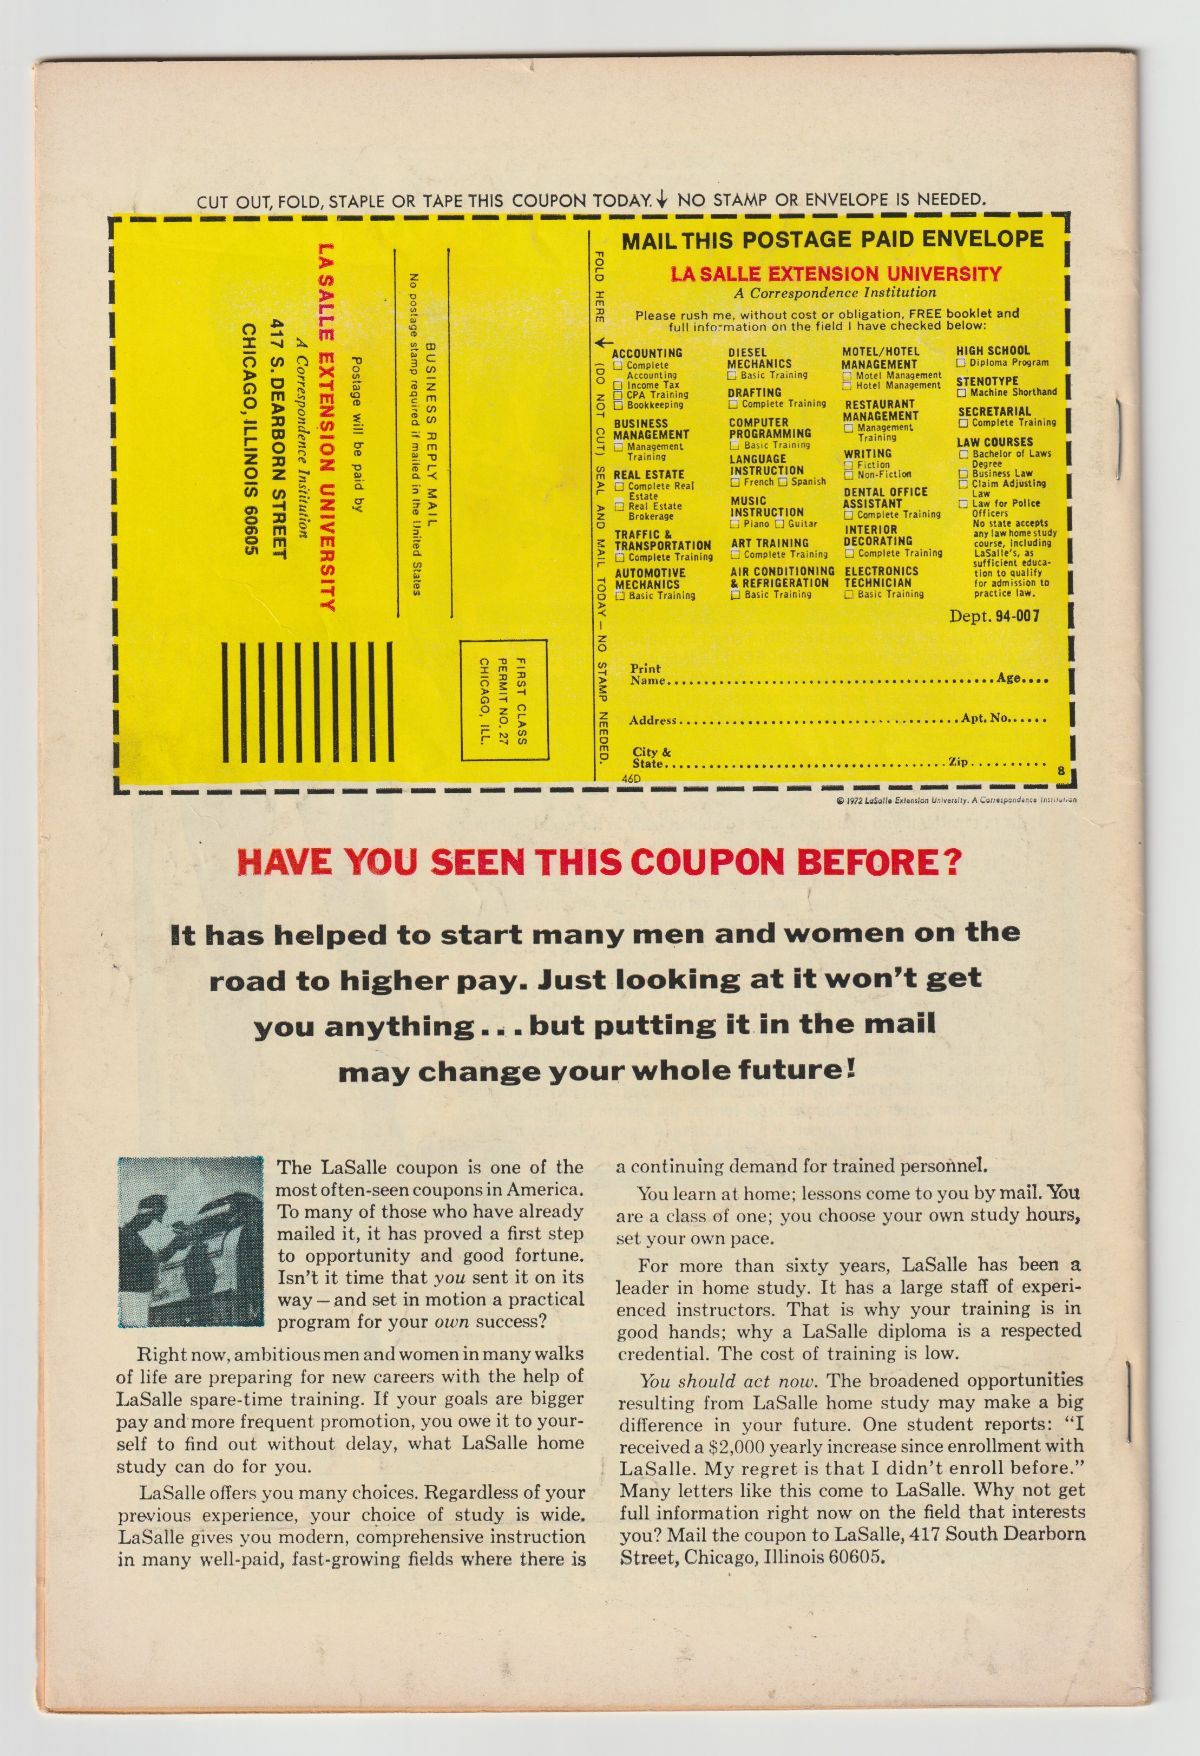 CUT OUT, FOLD, STAPLE OR TAPE THIS COUPON TODAY. ↓ NO STAMP OR ENVELOPE IS NEEDED.
BUSINESS REPLY MAIL
No postage stamp required if mailed in the United States
Postage will be paid by
LA SALLE EXTENSION UNIVERSITY
A Correspondence Institution
417 S. DEARBORN STREET
CHICAGO, ILLINOIS 60605
FIRST CLASS
PERMIT NO. 27
CHICAGO, ILL.
FOLD HERE ← (DO NOT CUT) SEAL AND MAIL TODAY — NO STAMP NEEDED.
MAIL THIS POSTAGE PAID ENVELOPE
LA SALLE EXTENSION UNIVERSITY
A Correspondence Institution
Please rush me, without cost or obligation, FREE booklet and
full information on the field I have checked below:
ACCOUNTING
☐ Complete
Accounting
☐ Income Tax
☐ CPA Training
☐ Bookkeeping
BUSINESS
MANAGEMENT
☐ Management
Training
REAL ESTATE
☐ Complete Real
Estate
☐ Real Estate
Brokerage
TRAFFIC &
TRANSPORTATION
☐ Complete Training
AUTOMOTIVE
MECHANICS
☐ Basic Training
DIESEL
MECHANICS
☐ Basic Training
DRAFTING
☐ Complete Training
COMPUTER
PROGRAMMING
☐ Basic Training
LANGUAGE
INSTRUCTION
☐ French ☐ Spanish
MUSIC
INSTRUCTION
☐ Piano ☐ Guitar
ART TRAINING
☐ Complete Training
AIR CONDITIONING
& REFRIGERATION
☐ Basic Training
MOTEL/HOTEL
MANAGEMENT
☐ Motel Management
☐ Hotel Management
RESTAURANT
MANAGEMENT
☐ Management
Training
WRITING
☐ Fiction
☐ Non-Fiction
DENTAL OFFICE
ASSISTANT
☐ Complete Training
INTERIOR
DECORATING
☐ Complete Training
ELECTRONICS
TECHNICIAN
☐ Basic Training
HIGH SCHOOL
☐ Diploma Program
STENOTYPE
☐ Machine Shorthand
SECRETARIAL
☐ Complete Training
LAW COURSES
☐ Bachelor of Laws
Degree
☐ Business Law
☐ Claim Adjusting
Law
☐ Law for Police
Officers
No state accepts
any law home study
course, including
LaSalle's, as
sufficient educa-
tion to qualify
for admission to
practice law.
Dept. 94-007
Print
Name........................................Age....
Address........................................Apt. No......
City &
State........................................Zip..........
46D
8
© 1972 LaSalle Extension University. A Correspondence Institution
HAVE YOU SEEN THIS COUPON BEFORE?
It has helped to start many men and women on the
road to higher pay. Just looking at it won't get
you anything...but putting it in the mail
may change your whole future!
The LaSalle coupon is one of the
most often-seen coupons in America.
To many of those who have already
mailed it, it has proved a first step
to opportunity and good fortune.
Isn't it time that you sent it on its
way—and set in motion a practical
program for your own success?
Right now, ambitious men and women in many walks
of life are preparing for new careers with the help of
LaSalle spare-time training. If your goals are bigger
pay and more frequent promotion, you owe it to your-
self to find out without delay, what LaSalle home
study can do for you.
LaSalle offers you many choices. Regardless of your
previous experience, your choice of study is wide.
LaSalle gives you modern, comprehensive instruction
in many well-paid, fast-growing fields where there is
a continuing demand for trained personnel.
You learn at home; lessons come to you by mail. You
are a class of one; you choose your own study hours,
set your own pace.
For more than sixty years, LaSalle has been a
leader in home study. It has a large staff of experi-
enced instructors. That is why your training is in
good hands; why a LaSalle diploma is a respected
credential. The cost of training is low.
You should act now. The broadened opportunities
resulting from LaSalle home study may make a big
difference in your future. One student reports: "I
received a $2,000 yearly increase since enrollment with
LaSalle. My regret is that I didn't enroll before."
Many letters like this come to LaSalle. Why not get
full information right now on the field that interests
you? Mail the coupon to LaSalle, 417 South Dearborn
Street, Chicago, Illinois 60605.